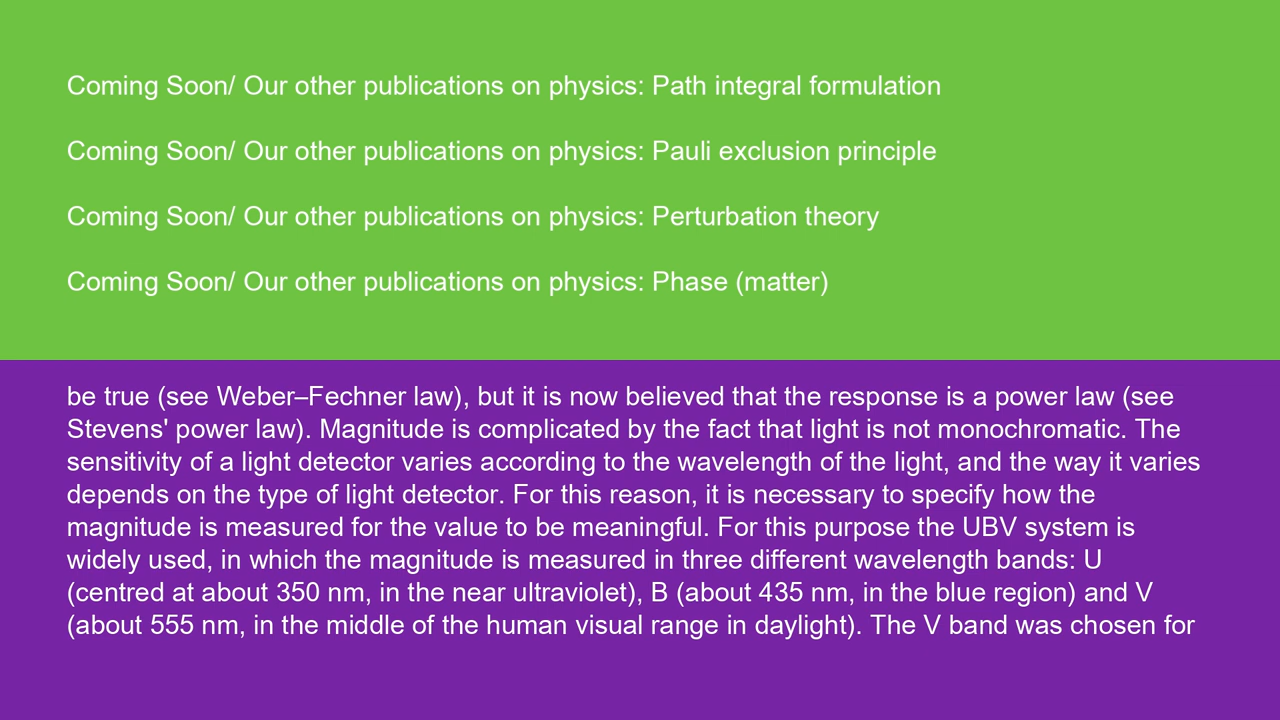 Coming Soon/ Our other publications on physics: Path integral formulation
Coming Soon/ Our other publications on physics: Pauli exclusion principle
Coming Soon/ Our other publications on physics: Perturbation theory
Coming Soon/ Our other publications on physics: Phase (matter)
be true (see Weber–Fechner law), but it is now believed that the response is a power law (see
Stevens' power law). Magnitude is complicated by the fact that light is not monochromatic. The
sensitivity of a light detector varies according to the wavelength of the light, and the way it varies
depends on the type of light detector. For this reason, it is necessary to specify how the
magnitude is measured for the value to be meaningful. For this purpose the UBV system is
widely used, in which the magnitude is measured in three different wavelength bands: U
(centred at about 350 nm, in the near ultraviolet), B (about 435 nm, in the blue region) and V
(about 555 nm, in the middle of the human visual range in daylight). The V band was chosen for